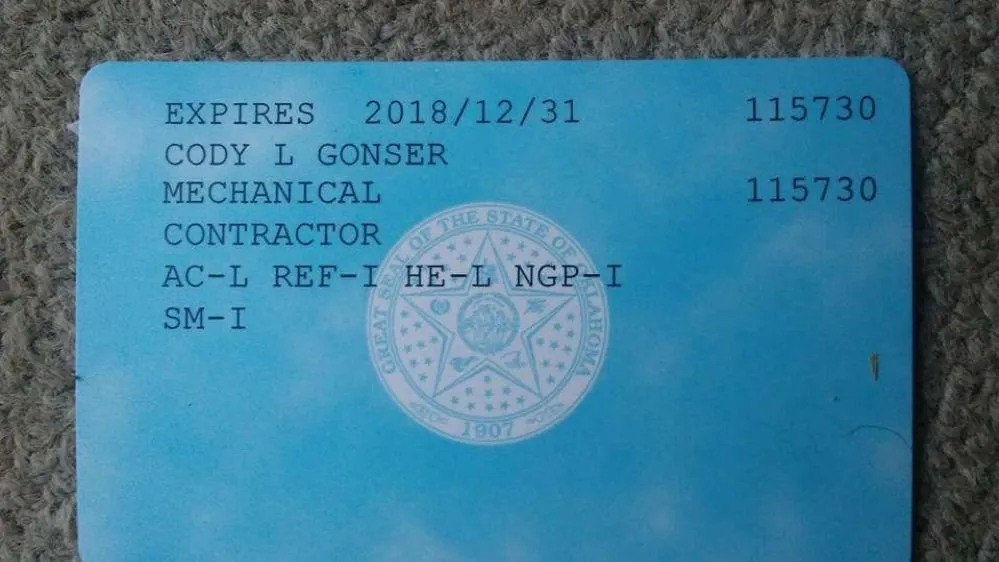 EXPIRES 2018/12/31 115730
CODY L GONSER
MECHANICAL 115730
CONTRACTOR
AC-L REF-I HE-L NGP-I
SM-I
GREAT SEAL OF THE STATE OF OKLAHOMA
1907